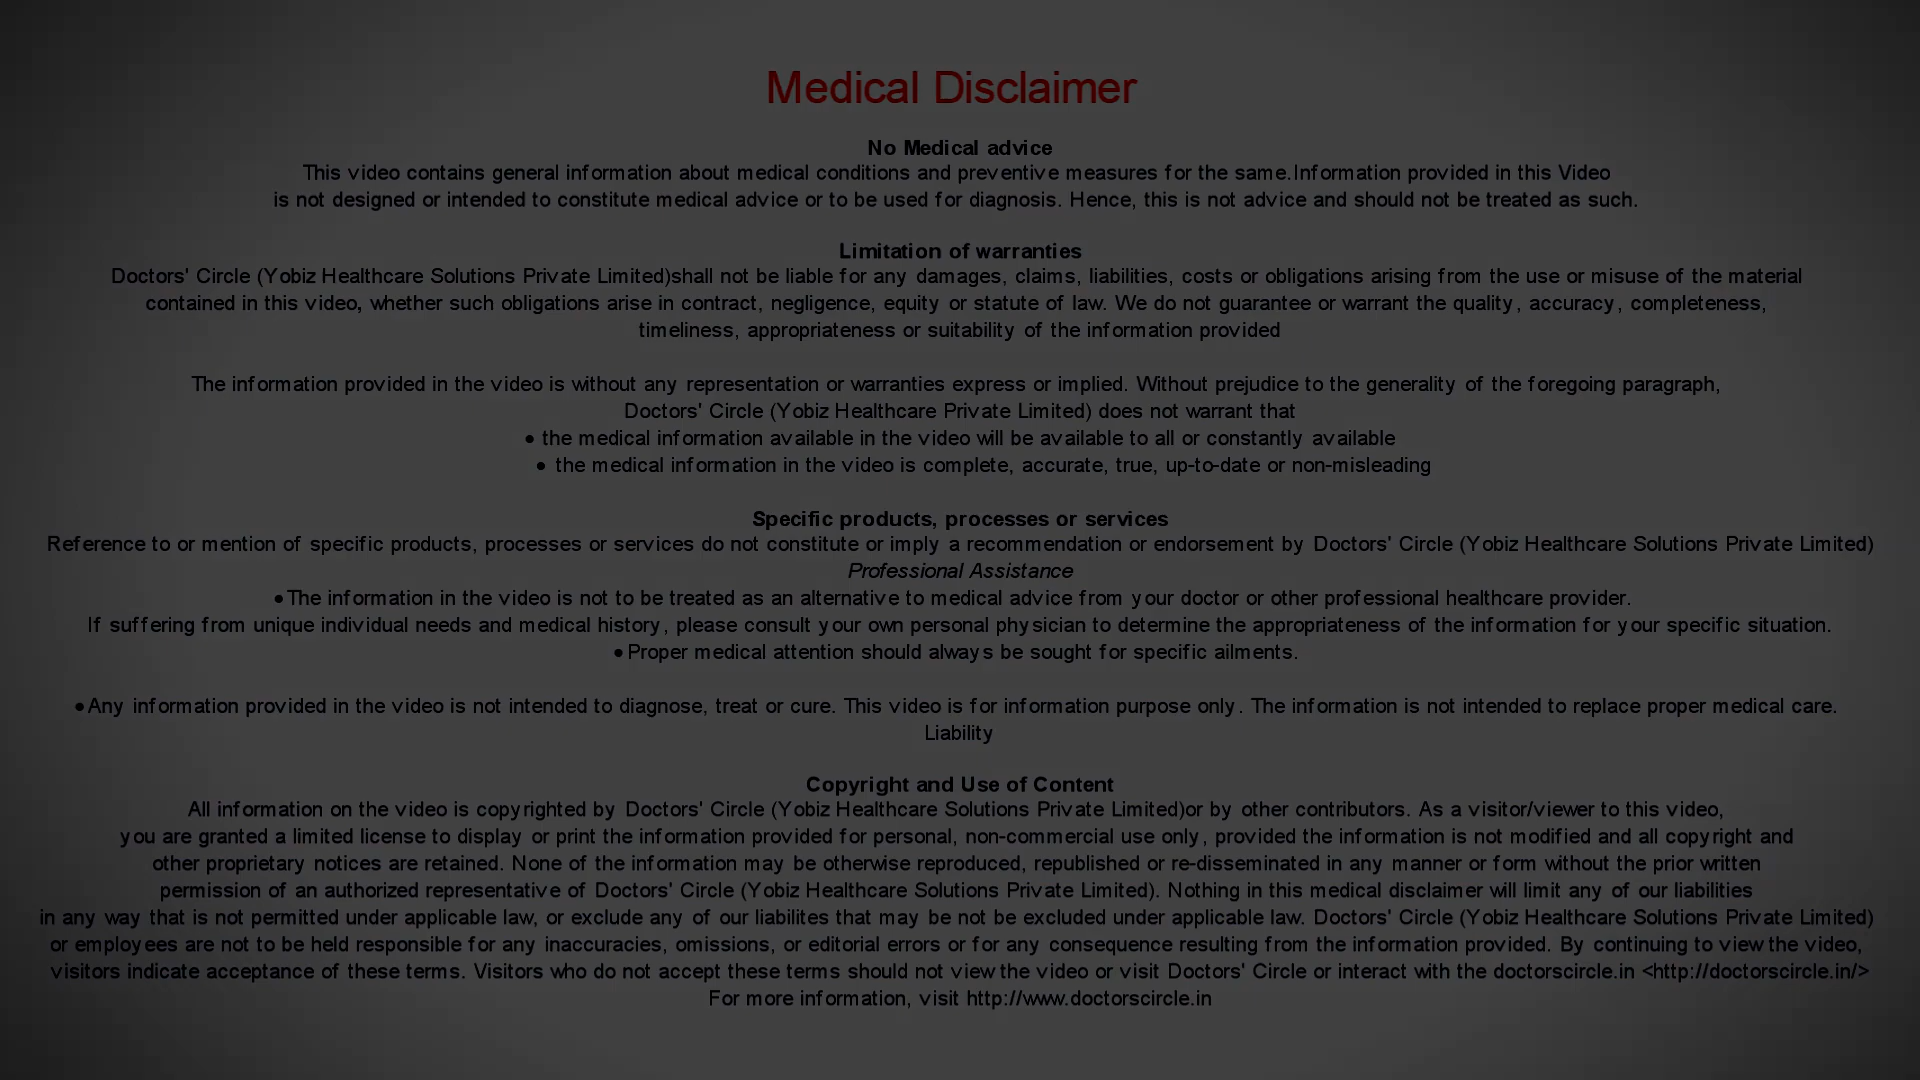 Medical Disclaimer
No Medical advice
This video contains general information about medical conditions and preventive measures for the same.Information provided in this Video
is not designed or intended to constitute medical advice or to be used for diagnosis. Hence, this is not advice and should not be treated as such.
Limitation of warranties
Doctors' Circle (Yobiz Healthcare Solutions Private Limited)shall not be liable for any damages, claims, liabilities, costs or obligations arising from the use or misuse of the material
contained in this video, whether such obligations arise in contract, negligence, equity or statute of law. We do not guarantee or warrant the quality, accuracy, completeness,
timeliness, appropriateness or suitability of the information provided
The information provided in the video is without any representation or warranties express or implied. Without prejudice to the generality of the foregoing paragraph,
Doctors' Circle (Yobiz Healthcare Private Limited) does not warrant that
• the medical information available in the video will be available to all or constantly available
• the medical information in the video is complete, accurate, true, up-to-date or non-misleading
Specific products, processes or services
Reference to or mention of specific products, processes or services do not constitute or imply a recommendation or endorsement by Doctors' Circle (Yobiz Healthcare Solutions Private Limited)
Professional Assistance
•The information in the video is not to be treated as an alternative to medical advice from your doctor or other professional healthcare provider.
If suffering from unique individual needs and medical history, please consult your own personal physician to determine the appropriateness of the information for your specific situation.
•Proper medical attention should always be sought for specific ailments.
•Any information provided in the video is not intended to diagnose, treat or cure. This video is for information purpose only. The information is not intended to replace proper medical care.
Liability
Copyright and Use of Content
All information on the video is copyrighted by Doctors' Circle (Yobiz Healthcare Solutions Private Limited)or by other contributors. As a visitor/viewer to this video,
you are granted a limited license to display or print the information provided for personal, non-commercial use only, provided the information is not modified and all copyright and
other proprietary notices are retained. None of the information may be otherwise reproduced, republished or re-disseminated in any manner or form without the prior written
permission of an authorized representative of Doctors' Circle (Yobiz Healthcare Solutions Private Limited). Nothing in this medical disclaimer will limit any of our liabilities
in any way that is not permitted under applicable law, or exclude any of our liabilites that may be not be excluded under applicable law. Doctors' Circle (Yobiz Healthcare Solutions Private Limited)
or employees are not to be held responsible for any inaccuracies, omissions, or editorial errors or for any consequence resulting from the information provided. By continuing to view the video,
visitors indicate acceptance of these terms. Visitors who do not accept these terms should not view the video or visit Doctors' Circle or interact with the doctorscircle.in <http://doctorscircle.in/>
For more information, visit http://www.doctorscircle.in